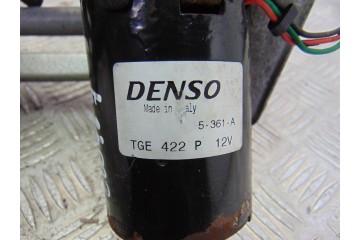 DENSO
Made in Italy
5-361-A
TGE 422 P 12V